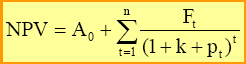 NPV = A₀ + ∑ₜ₌₁ⁿ Fₜ / (1 + k + pₜ)ᵗ